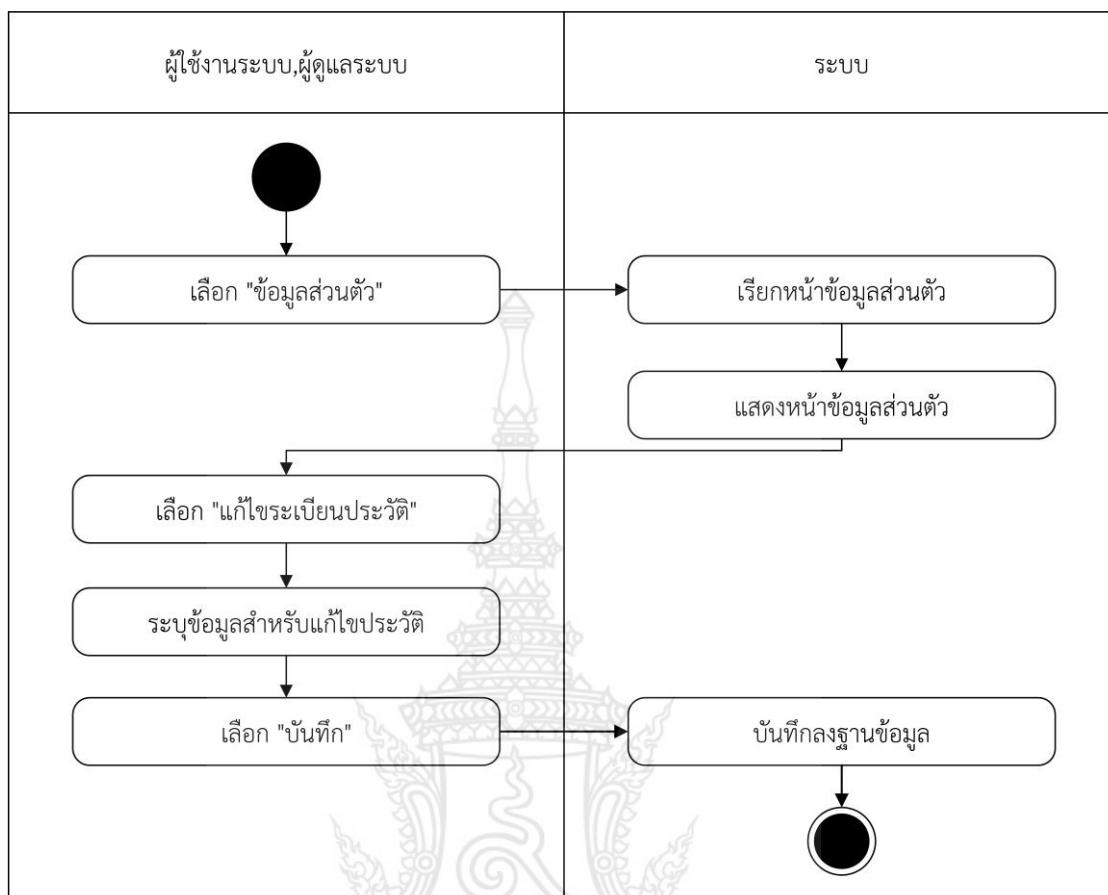 ผู้ใช้งานระบบ,ผู้ดูแลระบบ
ระบบ
เลือก "ข้อมูลส่วนตัว"
เรียกหน้าข้อมูลส่วนตัว
แสดงหน้าข้อมูลส่วนตัว
เลือก "แก้ไขระเบียนประวัติ"
ระบุข้อมูลสำหรับแก้ไขประวัติ
เลือก "บันทึก"
บันทึกลงฐานข้อมูล